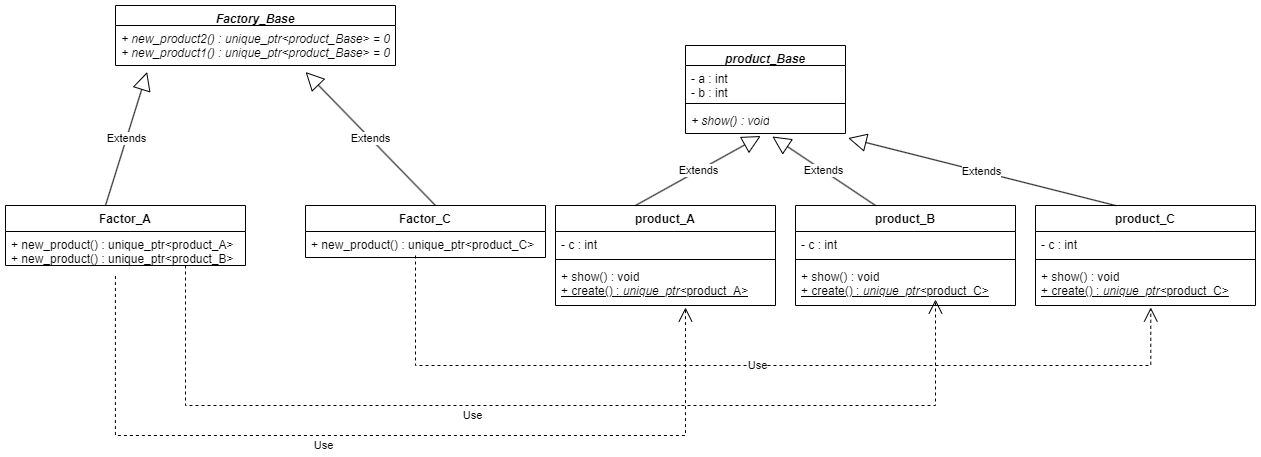 Factory_Base
+ new_product2() : unique_ptr<product_Base> = 0
+ new_product1() : unique_ptr<product_Base> = 0
product_Base
- a : int
- b : int
+ show() : void
Extends
Extends
Extends
Extends
Extends
Factor_A
+ new_product() : unique_ptr<product_A>
+ new_product() : unique_ptr<product_B>
Factor_C
+ new_product() : unique_ptr<product_C>
product_A
- c : int
+ show() : void
+ create() : unique_ptr<product_A>
product_B
- c : int
+ show() : void
+ create() : unique_ptr<product_C>
product_C
- c : int
+ show() : void
+ create() : unique_ptr<product_C>
Use
Use
Use